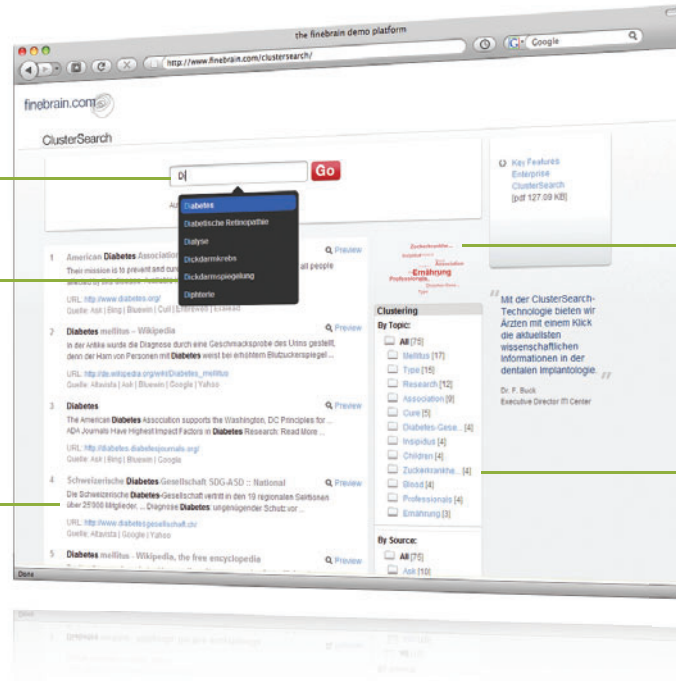 the finebrain demo platform
http://www.finebrain.com/clustersearch/
Google
finebrain.com
ClusterSearch
D
Go
Diabetes
Diabetische Retinopathie
Dialyse
Dickdarmkrebs
Dickdarmspiegelung
Diphterie
Key Features
Enterprise
ClusterSearch
[pdf 127.09 KB]
1 American Diabetes Association
Preview
Their mission is to prevent and cure all people
URL: http://www.diabetes.org/
2 Diabetes mellitus – Wikipedia
Preview
In der Antike wurde die Diagnose durch eine Geschmacksprobe des Urins gestellt,
denn der Harn von Personen mit Diabetes weist bei erhöhtem Blutzuckerspiegel ...
URL: http://de.wikipedia.org/wiki/Diabetes_mellitus
Quelle: Altavista | Ask | Bluewin | Google | Yahoo
3 Diabetes
Preview
The American Diabetes Association supports the Washington, DC Principles for ...
ADA Journals Have Highest Impact Factors in Diabetes Research: Read More ...
URL: http://diabetes.diabetesjournals.org/
Quelle: Ask | Bing | Bluewin | Google
4 Schweizerische Diabetes-Gesellschaft SDG-ASD :: National
Preview
Die Schweizerische Diabetes-Gesellschaft vertritt in den 19 regionalen Sektionen
über 25'000 Mitglieder. ... Diagnose Diabetes: ungenügender Schutz vor ...
URL: http://www.diabetesgesellschaft.ch/
Quelle: Altavista | Google | Yahoo
5 Diabetes mellitus - Wikipedia, the free encyclopedia
Preview
Zuckerkrankhe...
Association
Ernährung
Professionals
Clustering
By Topic:
All [75]
Mellitus [17]
Type [15]
Research [12]
Association [9]
Cure [5]
Diabetes-Gese... [4]
Insipidus [4]
Children [4]
Zuckerkrankhe... [4]
Blood [4]
Professionals [4]
Ernährung [3]
By Source:
All [75]
Ask [10]
" Mit der ClusterSearch-
Technologie bieten wir
Ärzten mit einem Klick
die aktuellsten
wissenschaftlichen
Informationen in der
dentalen Implantologie. "
Dr. F. Buck
Executive Director ITI Center
Done